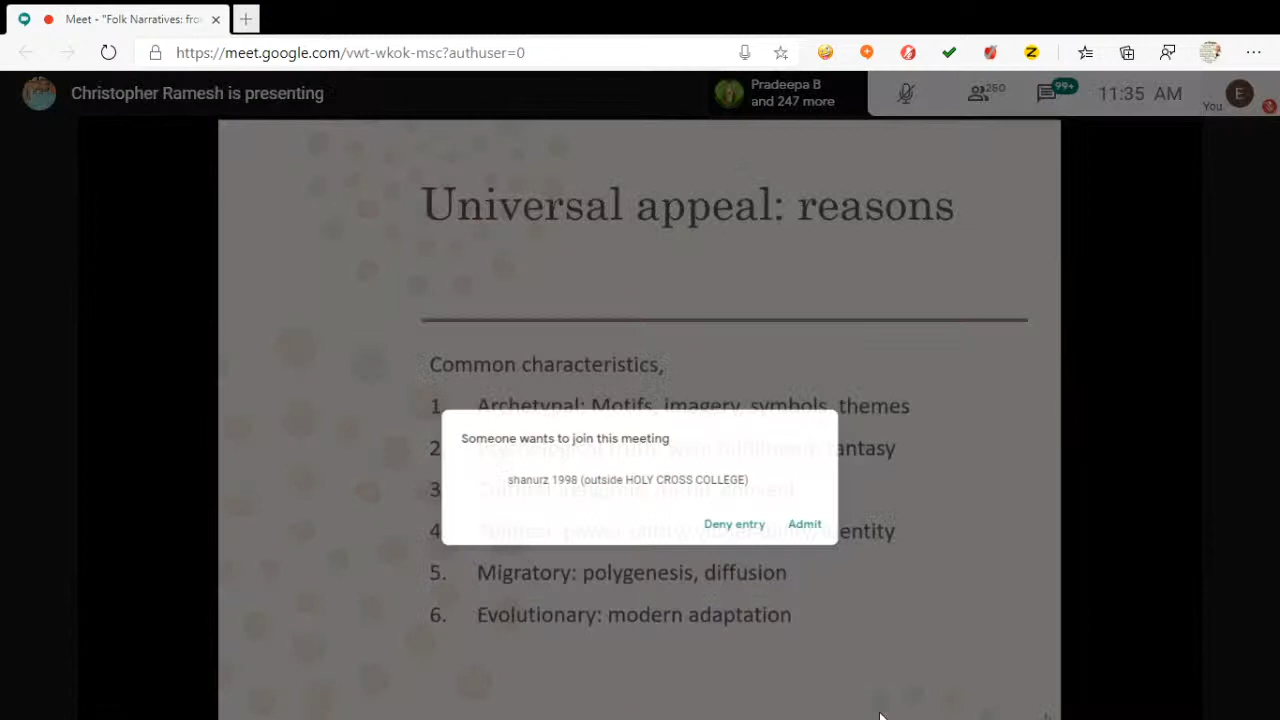 Meet - "Folk Narratives: fro
https://meet.google.com/vwt-wkok-msc?authuser=0
Christopher Ramesh is presenting
Pradeepa B
and 247 more
250
99+
11:35 AM
You
E
Universal appeal: reasons
Common characteristics,
1. Archetypal: Motifs, imagery, symbols, themes
2 fantasy
Someone wants to join this meeting
3
shanurz 1998 (outside HOLY CROSS COLLEGE)
4 identity
Deny entry Admit
5. Migratory: polygenesis, diffusion
6. Evolutionary: modern adaptation